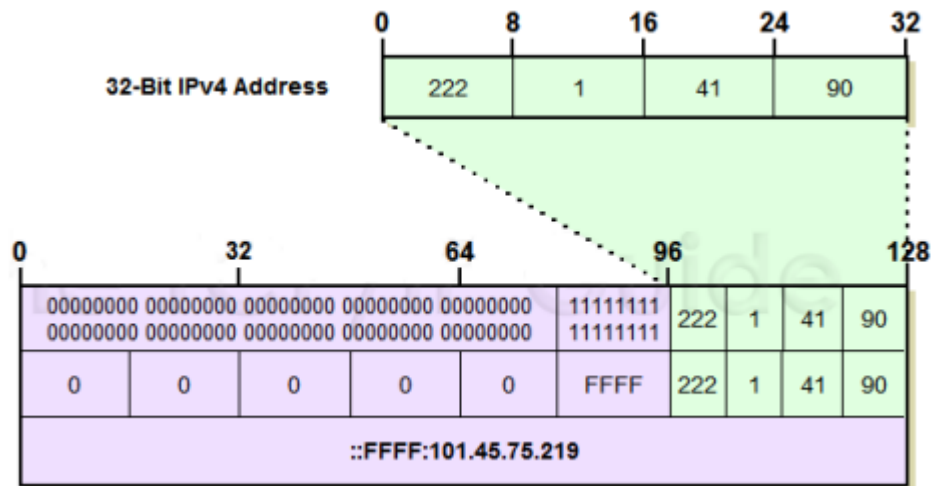 0 8 16 24 32
32-Bit IPv4 Address 222 1 41 90
0 32 64 96 128
00000000 00000000 00000000 00000000 00000000 11111111
00000000 00000000 00000000 00000000 00000000 11111111
222 1 41 90
0 0 0 0 0 FFFF 222 1 41 90
::FFFF:101.45.75.219